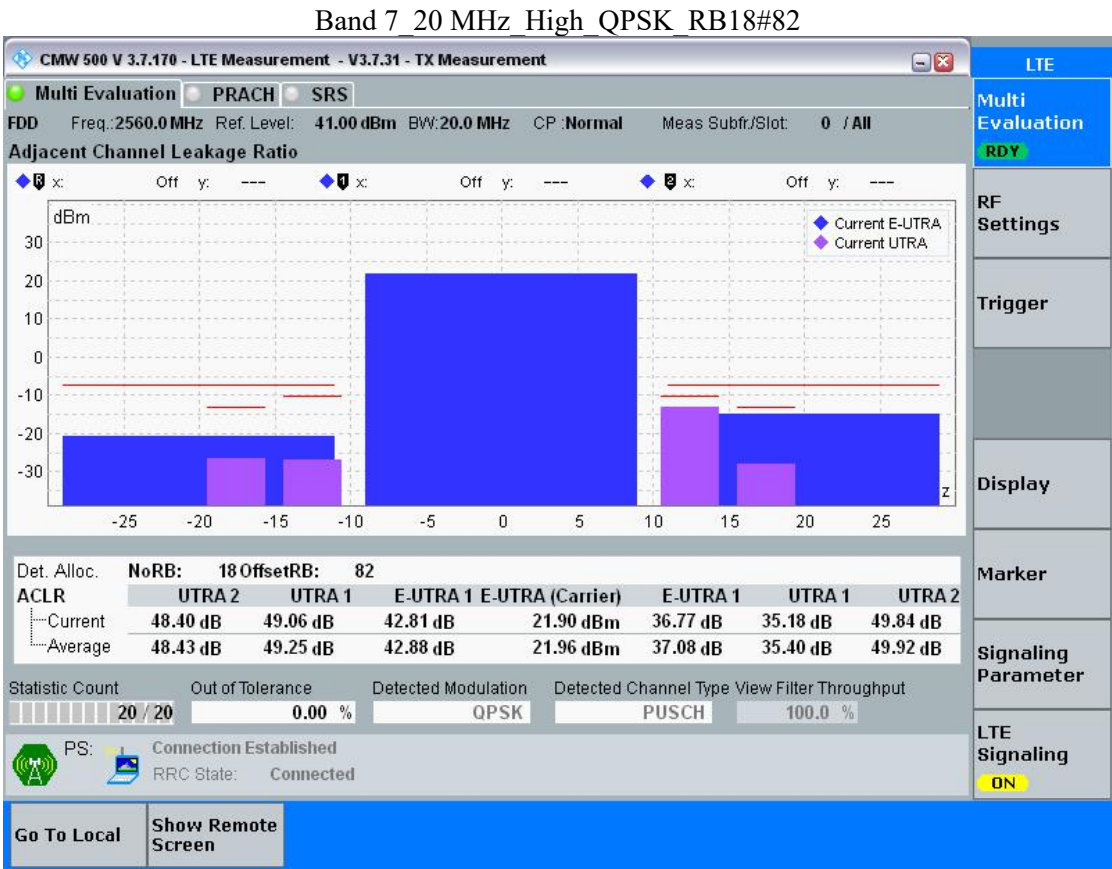 Band 7_20 MHz_High_QPSK_RB18#82
CMW 500 V 3.7.170 - LTE Measurement - V3.7.31 - TX Measurement
LTE
Multi Evaluation PRACH SRS
Multi
Evaluation
RDY
FDD Freq.:2560.0 MHz Ref. Level: 41.00 dBm BW:20.0 MHz CP :Normal Meas Subfr./Slot: 0 / All
Adjacent Channel Leakage Ratio
R x: Off y: --- 1 x: Off y: --- 2 x: Off y: ---
dBm
Current E-UTRA
Current UTRA
30
20
10
0
-10
-20
-30
z
-25 -20 -15 -10 -5 0 5 10 15 20 25
RF
Settings
Trigger
Display
Marker
Signaling
Parameter
LTE
Signaling
ON
Det. Alloc. NoRB: 18 OffsetRB: 82
ACLR UTRA 2 UTRA 1 E-UTRA 1 E-UTRA (Carrier) E-UTRA 1 UTRA 1 UTRA 2
Current 48.40 dB 49.06 dB 42.81 dB 21.90 dBm 36.77 dB 35.18 dB 49.84 dB
Average 48.43 dB 49.25 dB 42.88 dB 21.96 dBm 37.08 dB 35.40 dB 49.92 dB
Statistic Count Out of Tolerance Detected Modulation Detected Channel Type View Filter Throughput
20 / 20 0.00 % QPSK PUSCH 100.0 %
PS: Connection Established
RRC State: Connected
Go To Local
Show Remote
Screen